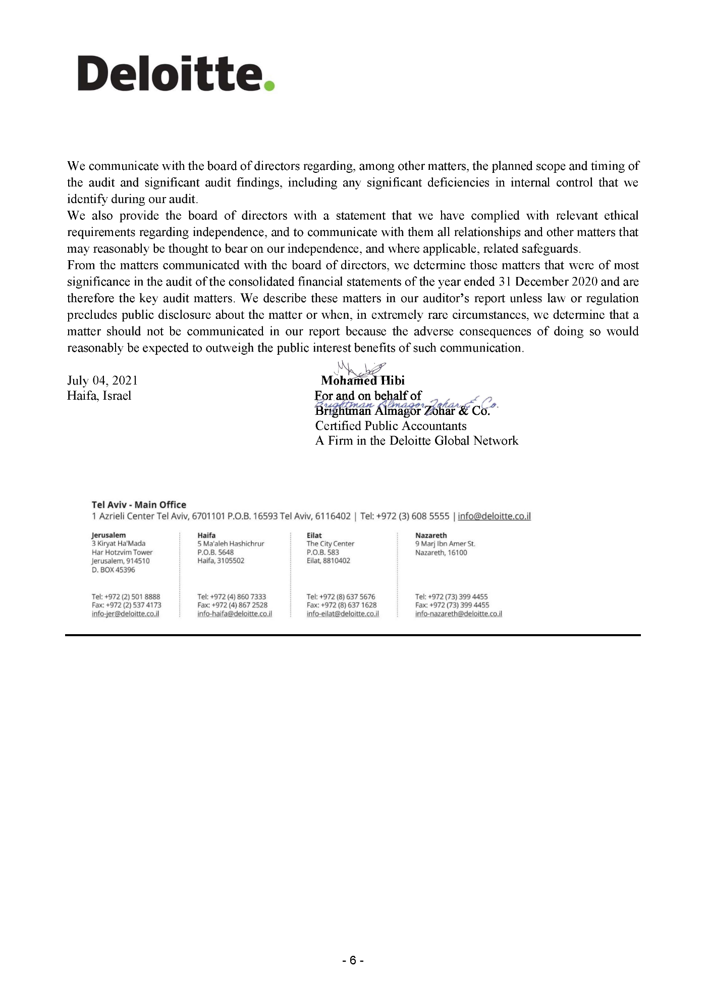 Deloitte.
We communicate with the board of directors regarding, among other matters, the planned scope and timing of
the audit and significant audit findings, including any significant deficiencies in internal control that we
identify during our audit.
We also provide the board of directors with a statement that we have complied with relevant ethical
requirements regarding independence, and to communicate with them all relationships and other matters that
may reasonably be thought to bear on our independence, and where applicable, related safeguards.
From the matters communicated with the board of directors, we determine those matters that were of most
significance in the audit of the consolidated financial statements of the year ended 31 December 2020 and are
therefore the key audit matters. We describe these matters in our auditor’s report unless law or regulation
precludes public disclosure about the matter or when, in extremely rare circumstances, we determine that a
matter should not be communicated in our report because the adverse consequences of doing so would
reasonably be expected to outweigh the public interest benefits of such communication.
July 04, 2021
Haifa, Israel
Mohamed Hibi
For and on behalf of
Brightman Almagor Zohar & Co.
Brightman Almagor Zohar & Co.
Certified Public Accountants
A Firm in the Deloitte Global Network
Tel Aviv - Main Office
1 Azrieli Center Tel Aviv, 6701101 P.O.B. 16593 Tel Aviv, 6116402 | Tel: +972 (3) 608 5555 | info@deloitte.co.il
Jerusalem
3 Kiryat Ha'Mada
Har Hotzvim Tower
Jerusalem, 914510
D. BOX 45396
Tel: +972 (2) 501 8888
Fax: +972 (2) 537 4173
info-jer@deloitte.co.il
Haifa
5 Ma'aleh Hashichrur
P.O.B. 5648
Haifa, 3105502
Tel: +972 (4) 860 7333
Fax: +972 (4) 867 2528
info-haifa@deloitte.co.il
Eilat
The City Center
P.O.B. 583
Eilat, 8810402
Tel: +972 (8) 637 5676
Fax: +972 (8) 637 1628
info-eilat@deloitte.co.il
Nazareth
9 Marj Ibn Amer St.
Nazareth, 16100
Tel: +972 (73) 399 4455
Fax: +972 (73) 399 4455
info-nazareth@deloitte.co.il
- 6 -